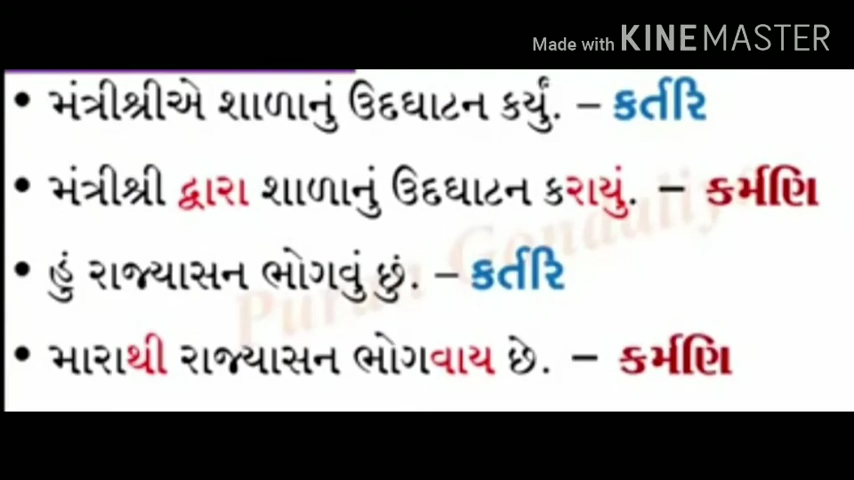 Made with KINEMASTER
• મંત્રીશ્રીએ શાળાનું ઉદઘાટન કર્યું. – કર્તરિ
• મંત્રીશ્રી દ્વારા શાળાનું ઉદઘાટન કરાયું. – કર્મણિ
• હું રાજ્યાસન ભોગવું છું. – કર્તરિ
• મારાથી રાજ્યાસન ભોગવાય છે. – કર્મણિ